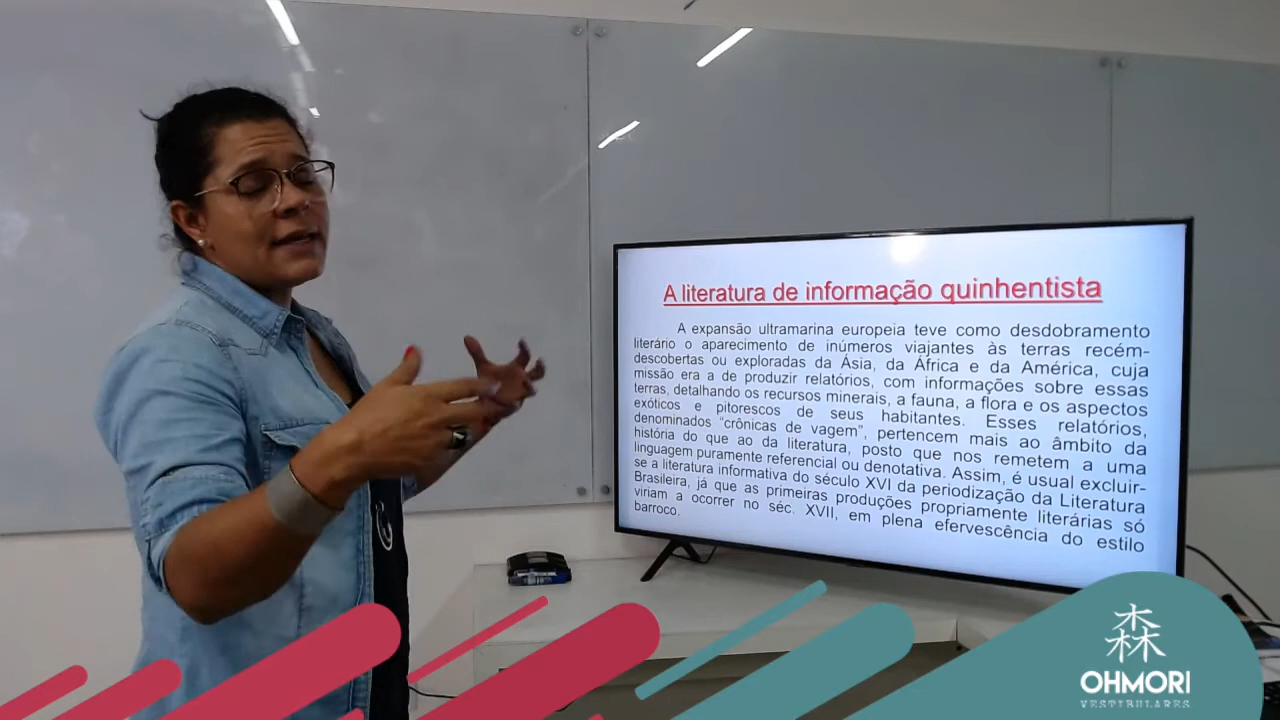 A literatura de informação quinhentista
A expansão ultramarina europeia teve como desdobramento
literário o aparecimento de inúmeros viajantes às terras recém-
descobertas ou exploradas da Ásia, da África e da América, cuja
missão era a de produzir relatórios, com informações sobre essas
terras, detalhando os recursos minerais, a fauna, a flora e os aspectos
exóticos e pitorescos de seus habitantes. Esses relatórios,
denominados “crônicas de vagem”, pertencem mais ao âmbito da
história do que ao da literatura, posto que nos remetem a uma
linguagem puramente referencial ou denotativa. Assim, é usual excluir-
se a literatura informativa do século XVI da periodização da Literatura
Brasileira, já que as primeiras produções propriamente literárias só
viriam a ocorrer no séc. XVII, em plena efervescência do estilo
barroco.
森
OHMORI
VESTIBULARES